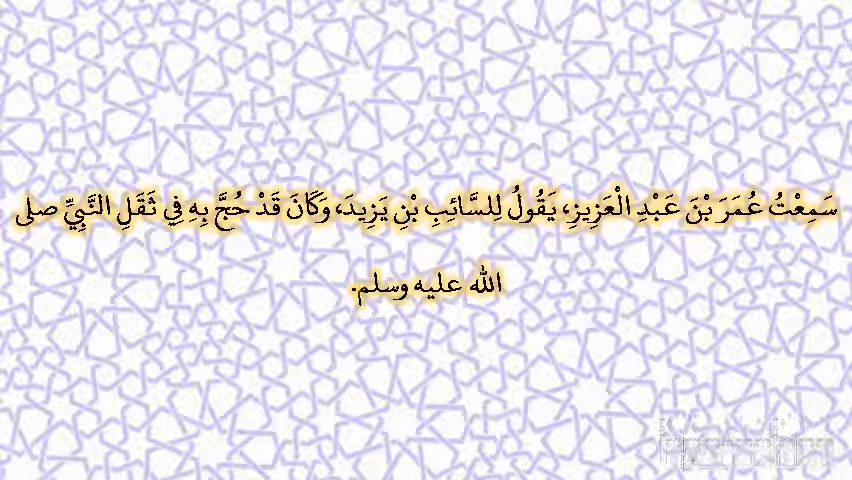 سَمِعْتُ عُمَرَ بْنَ عَبْدِ الْعَزِيزِ، يَقُولُ لِلسَّائِبِ بْنِ يَزِيدَ، وَكَانَ قَدْ حُجَّ بِهِ فِي ثَقَلِ النَّبِيِّ صلى
الله عليه وسلم.